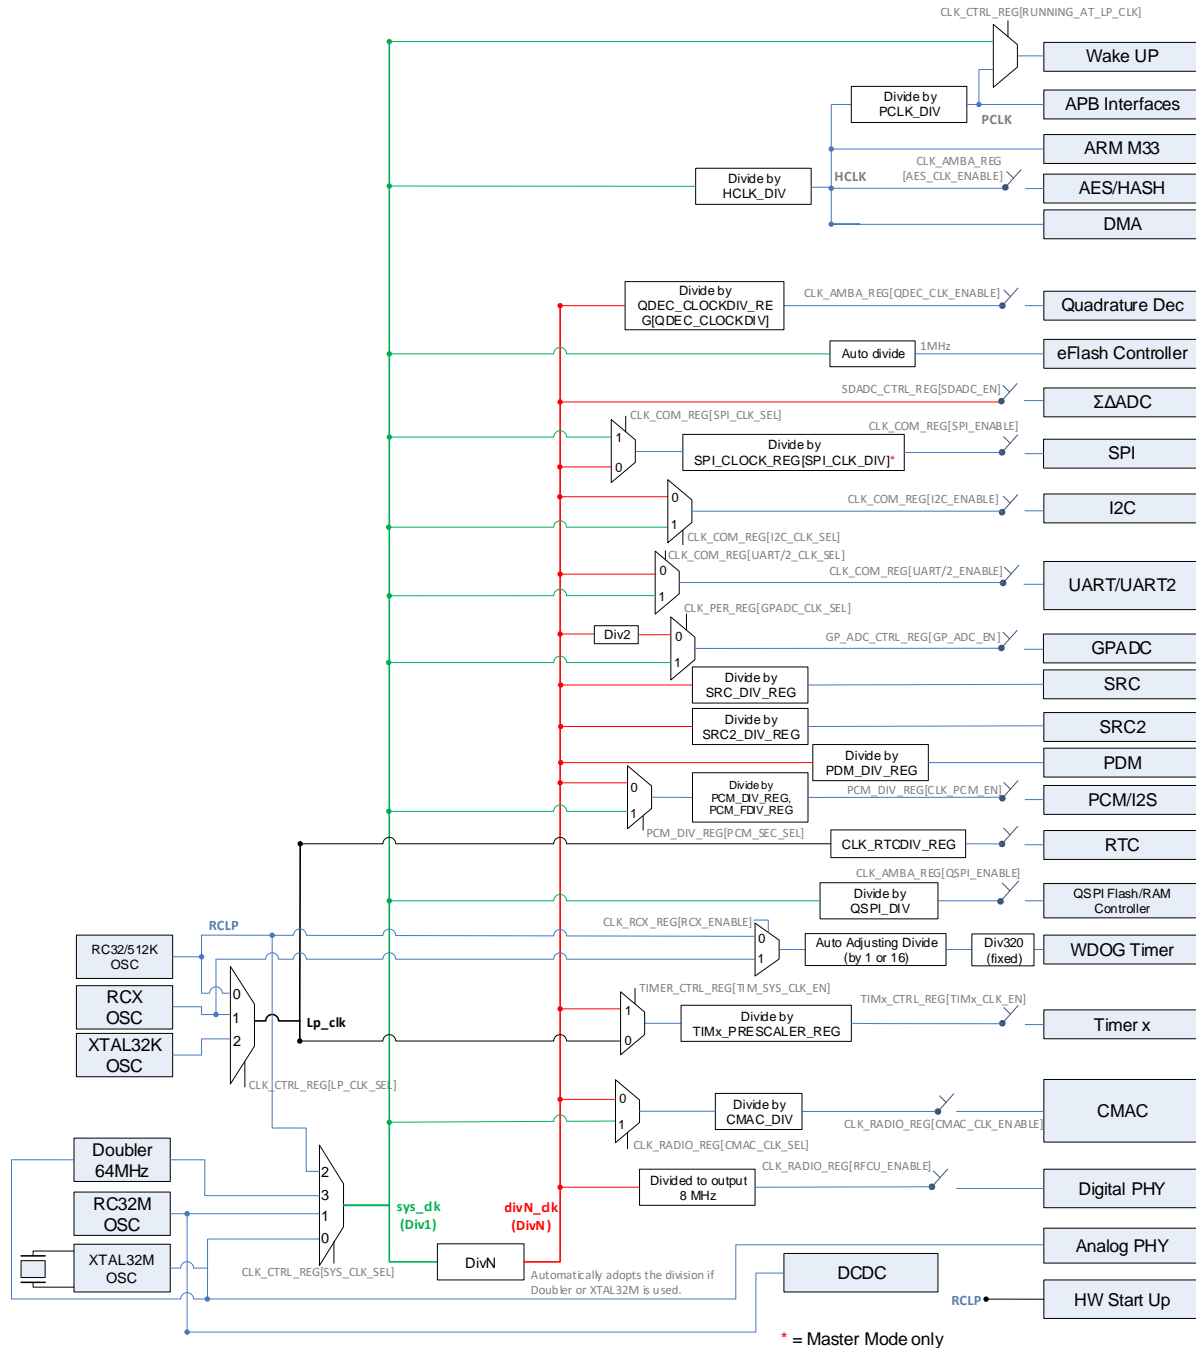 CLK_CTRL_REG[RUNNING_AT_LP_CLK]
Wake UP
Divide by
PCLK_DIV
PCLK
APB Interfaces
ARM M33
CLK_AMBA_REG
[AES_CLK_ENABLE]
Divide by
HCLK_DIV
HCLK
AES/HASH
DMA
Divide by
QDEC_CLOCKDIV_RE
G[QDEC_CLOCKDIV]
CLK_AMBA_REG[QDEC_CLK_ENABLE]
Quadrature Dec
Auto divide
1MHz
eFlash Controller
SDADC_CTRL_REG[SDADC_EN]
ΣΔADC
CLK_COM_REG[SPI_CLK_SEL]
1
0
Divide by
SPI_CLOCK_REG[SPI_CLK_DIV]*
CLK_COM_REG[SPI_ENABLE]
SPI
0
1
CLK_COM_REG[I2C_ENABLE]
I2C
CLK_COM_REG[I2C_CLK_SEL]
CLK_COM_REG[UART/2_CLK_SEL]
0
1
CLK_COM_REG[UART/2_ENABLE]
UART/UART2
CLK_PER_REG[GPADC_CLK_SEL]
Div2
0
1
GP_ADC_CTRL_REG[GP_ADC_EN]
GPADC
Divide by
SRC_DIV_REG
SRC
Divide by
SRC2_DIV_REG
SRC2
Divide by
PDM_DIV_REG
PDM
0
1
Divide by
PCM_DIV_REG,
PCM_FDIV_REG
PCM_DIV_REG[CLK_PCM_EN]
PCM/I2S
PCM_DIV_REG[PCM_SEC_SEL]
CLK_RTCDIV_REG
RTC
CLK_AMBA_REG[QSPI_ENABLE]
Divide by
QSPI_DIV
QSPI Flash/RAM
Controller
RCLP
CLK_RCX_REG[RCX_ENABLE]
0
1
Auto Adjusting Divide
(by 1 or 16)
Div320
(fixed)
WDOG Timer
RC32/512K
OSC
RCX
OSC
XTAL32K
OSC
0
1
2
Lp_clk
CLK_CTRL_REG[LP_CLK_SEL]
TIMER_CTRL_REG[TIM_SYS_CLK_EN]
1
0
Divide by
TIMx_PRESCALER_REG
TIMx_CTRL_REG[TIMx_CLK_EN]
Timer x
0
1
Divide by
CMAC_DIV
CLK_RADIO_REG[CMAC_CLK_ENABLE]
CMAC
CLK_RADIO_REG[CMAC_CLK_SEL]
Doubler
64MHz
RC32M
OSC
XTAL32M
OSC
2
3
1
0
CLK_CTRL_REG[SYS_CLK_SEL]
sys_clk
(Div1)
divN_clk
(DivN)
DivN
Automatically adopts the division if
Doubler or XTAL32M is used.
Divided to output
8 MHz
CLK_RADIO_REG[RFCU_ENABLE]
Digital PHY
Analog PHY
DCDC
RCLP
HW Start Up
* = Master Mode only